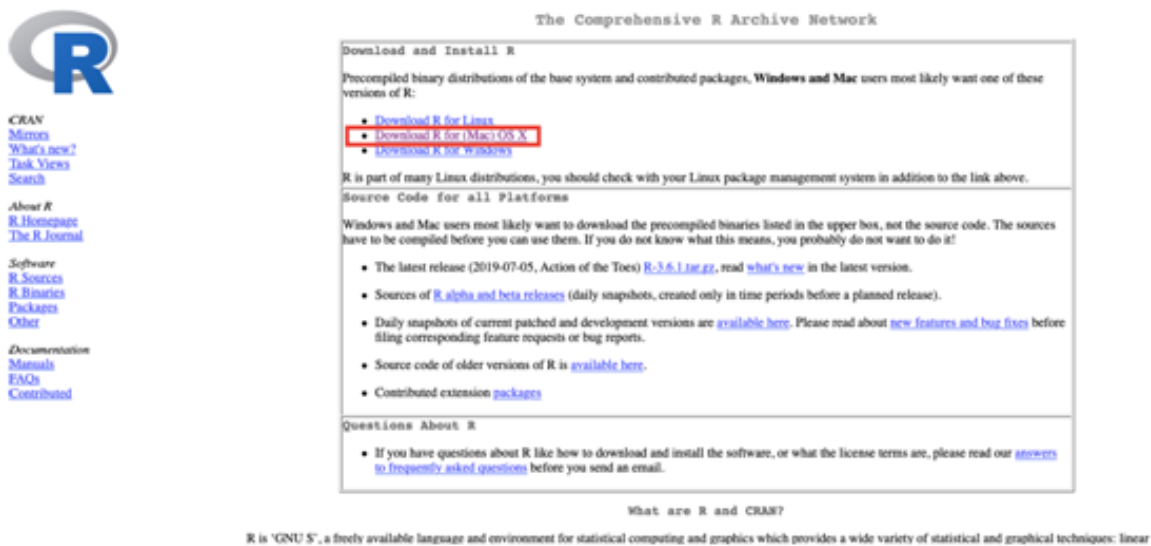 R
CRAN
Mirrors
What's new?
Task Views
Search
About R
R Homepage
The R Journal
Software
R Sources
R Binaries
Packages
Other
Documentation
Manuals
FAQs
Contributed
The Comprehensive R Archive Network
Download and Install R
Precompiled binary distributions of the base system and contributed packages, Windows and Mac users most likely want one of these
versions of R:
• Download R for Linux
• Download R for (Mac) OS X
• Download R for Windows
R is part of many Linux distributions, you should check with your Linux package management system in addition to the link above.
Source Code for all Platforms
Windows and Mac users most likely want to download the precompiled binaries listed in the upper box, not the source code. The sources
have to be compiled before you can use them. If you do not know what this means, you probably do not want to do it!
• The latest release (2019-07-05, Action of the Toes) R-3.6.1.tar.gz, read what's new in the latest version.
• Sources of R alpha and beta releases (daily snapshots, created only in time periods before a planned release).
• Daily snapshots of current patched and development versions are available here. Please read about new features and bug fixes before
filing corresponding feature requests or bug reports.
• Source code of older versions of R is available here.
• Contributed extension packages
Questions About R
• If you have questions about R like how to download and install the software, or what the license terms are, please read our answers
to frequently asked questions before you send an email.
What are R and CRAN?
R is 'GNU S', a freely available language and environment for statistical computing and graphics which provides a wide variety of statistical and graphical techniques: linear